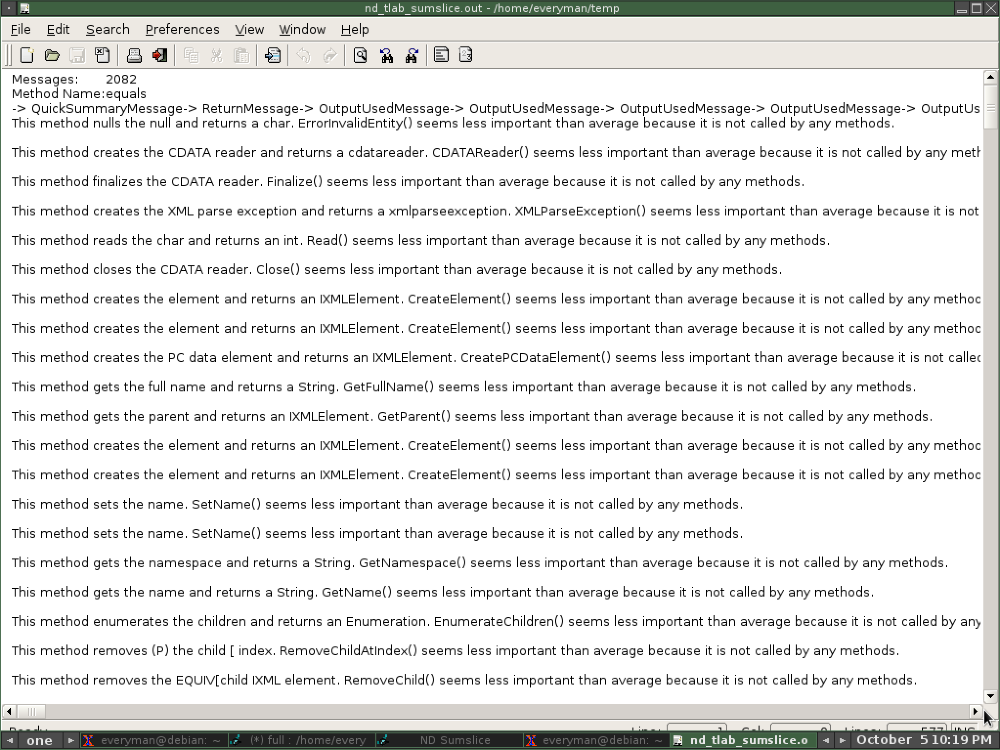 nd_tlab_sumslice.out - /home/everyman/temp
File Edit Search Preferences View Window Help
Messages: 2082
Method Name:equals
-> QuickSummaryMessage-> ReturnMessage-> OutputUsedMessage-> OutputUsedMessage-> OutputUsedMessage-> OutputUsedMessage-> OutputUs
This method nulls the null and returns a char. ErrorInvalidEntity() seems less important than average because it is not called by any methods.
This method creates the CDATA reader and returns a cdatareader. CDATAReader() seems less important than average because it is not called by any meth
This method finalizes the CDATA reader. Finalize() seems less important than average because it is not called by any methods.
This method creates the XML parse exception and returns a xmlparseexception. XMLParseException() seems less important than average because it is not
This method reads the char and returns an int. Read() seems less important than average because it is not called by any methods.
This method closes the CDATA reader. Close() seems less important than average because it is not called by any methods.
This method creates the element and returns an IXMLElement. CreateElement() seems less important than average because it is not called by any method
This method creates the element and returns an IXMLElement. CreateElement() seems less important than average because it is not called by any method
This method creates the PC data element and returns an IXMLElement. CreatePCDataElement() seems less important than average because it is not called
This method gets the full name and returns a String. GetFullName() seems less important than average because it is not called by any methods.
This method gets the parent and returns an IXMLElement. GetParent() seems less important than average because it is not called by any methods.
This method creates the element and returns an IXMLElement. CreateElement() seems less important than average because it is not called by any method
This method creates the element and returns an IXMLElement. CreateElement() seems less important than average because it is not called by any method
This method sets the name. SetName() seems less important than average because it is not called by any methods.
This method sets the name. SetName() seems less important than average because it is not called by any methods.
This method gets the namespace and returns a String. GetNamespace() seems less important than average because it is not called by any methods.
This method gets the name and returns a String. GetName() seems less important than average because it is not called by any methods.
This method enumerates the children and returns an Enumeration. EnumerateChildren() seems less important than average because it is not called by any
This method removes (P) the child [ index. RemoveChildAtIndex() seems less important than average because it is not called by any methods.
This method removes the EQUIV[child IXML element. RemoveChild() seems less important than average because it is not called by any methods.
one everyman@debian: ~ (*) full : /home/every ND Sumslice everyman@debian: ~ nd_tlab_sumslice.o October 5 10:19 PM